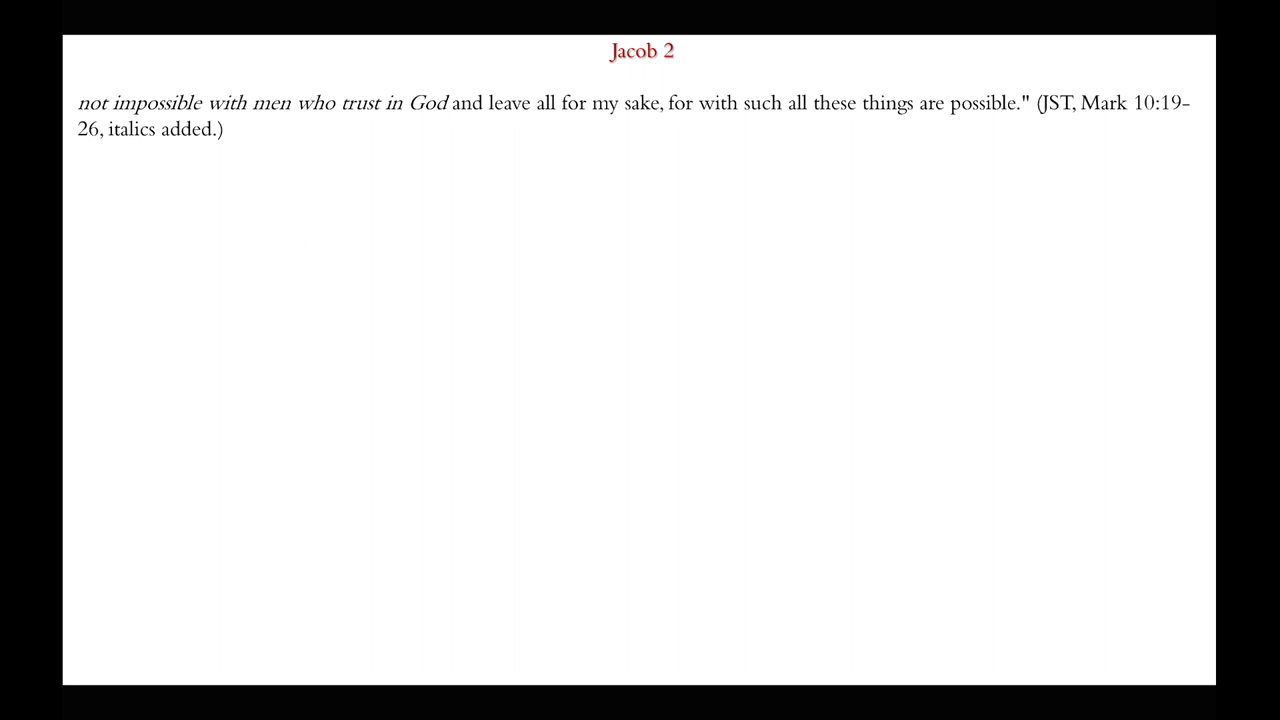 Jacob 2
not impossible with men who trust in God and leave all for my sake, for with such all these things are possible." (JST, Mark 10:19-
26, italics added.)